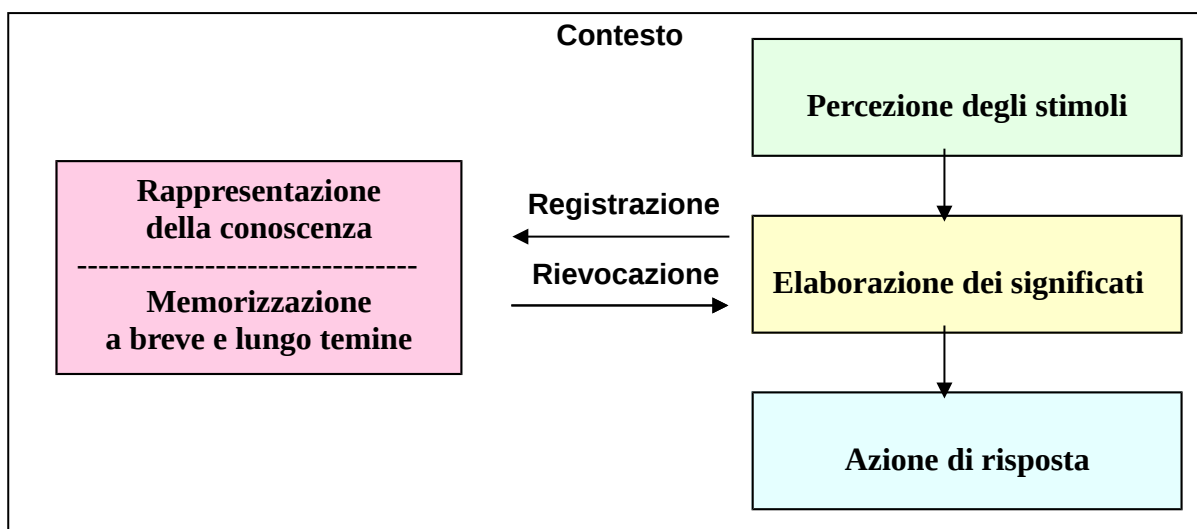 Contesto
Percezione degli stimoli
Rappresentazione
della conoscenza
---------------------------------
Memorizzazione
a breve e lungo temine
Registrazione
Rievocazione
Elaborazione dei significati
Azione di risposta